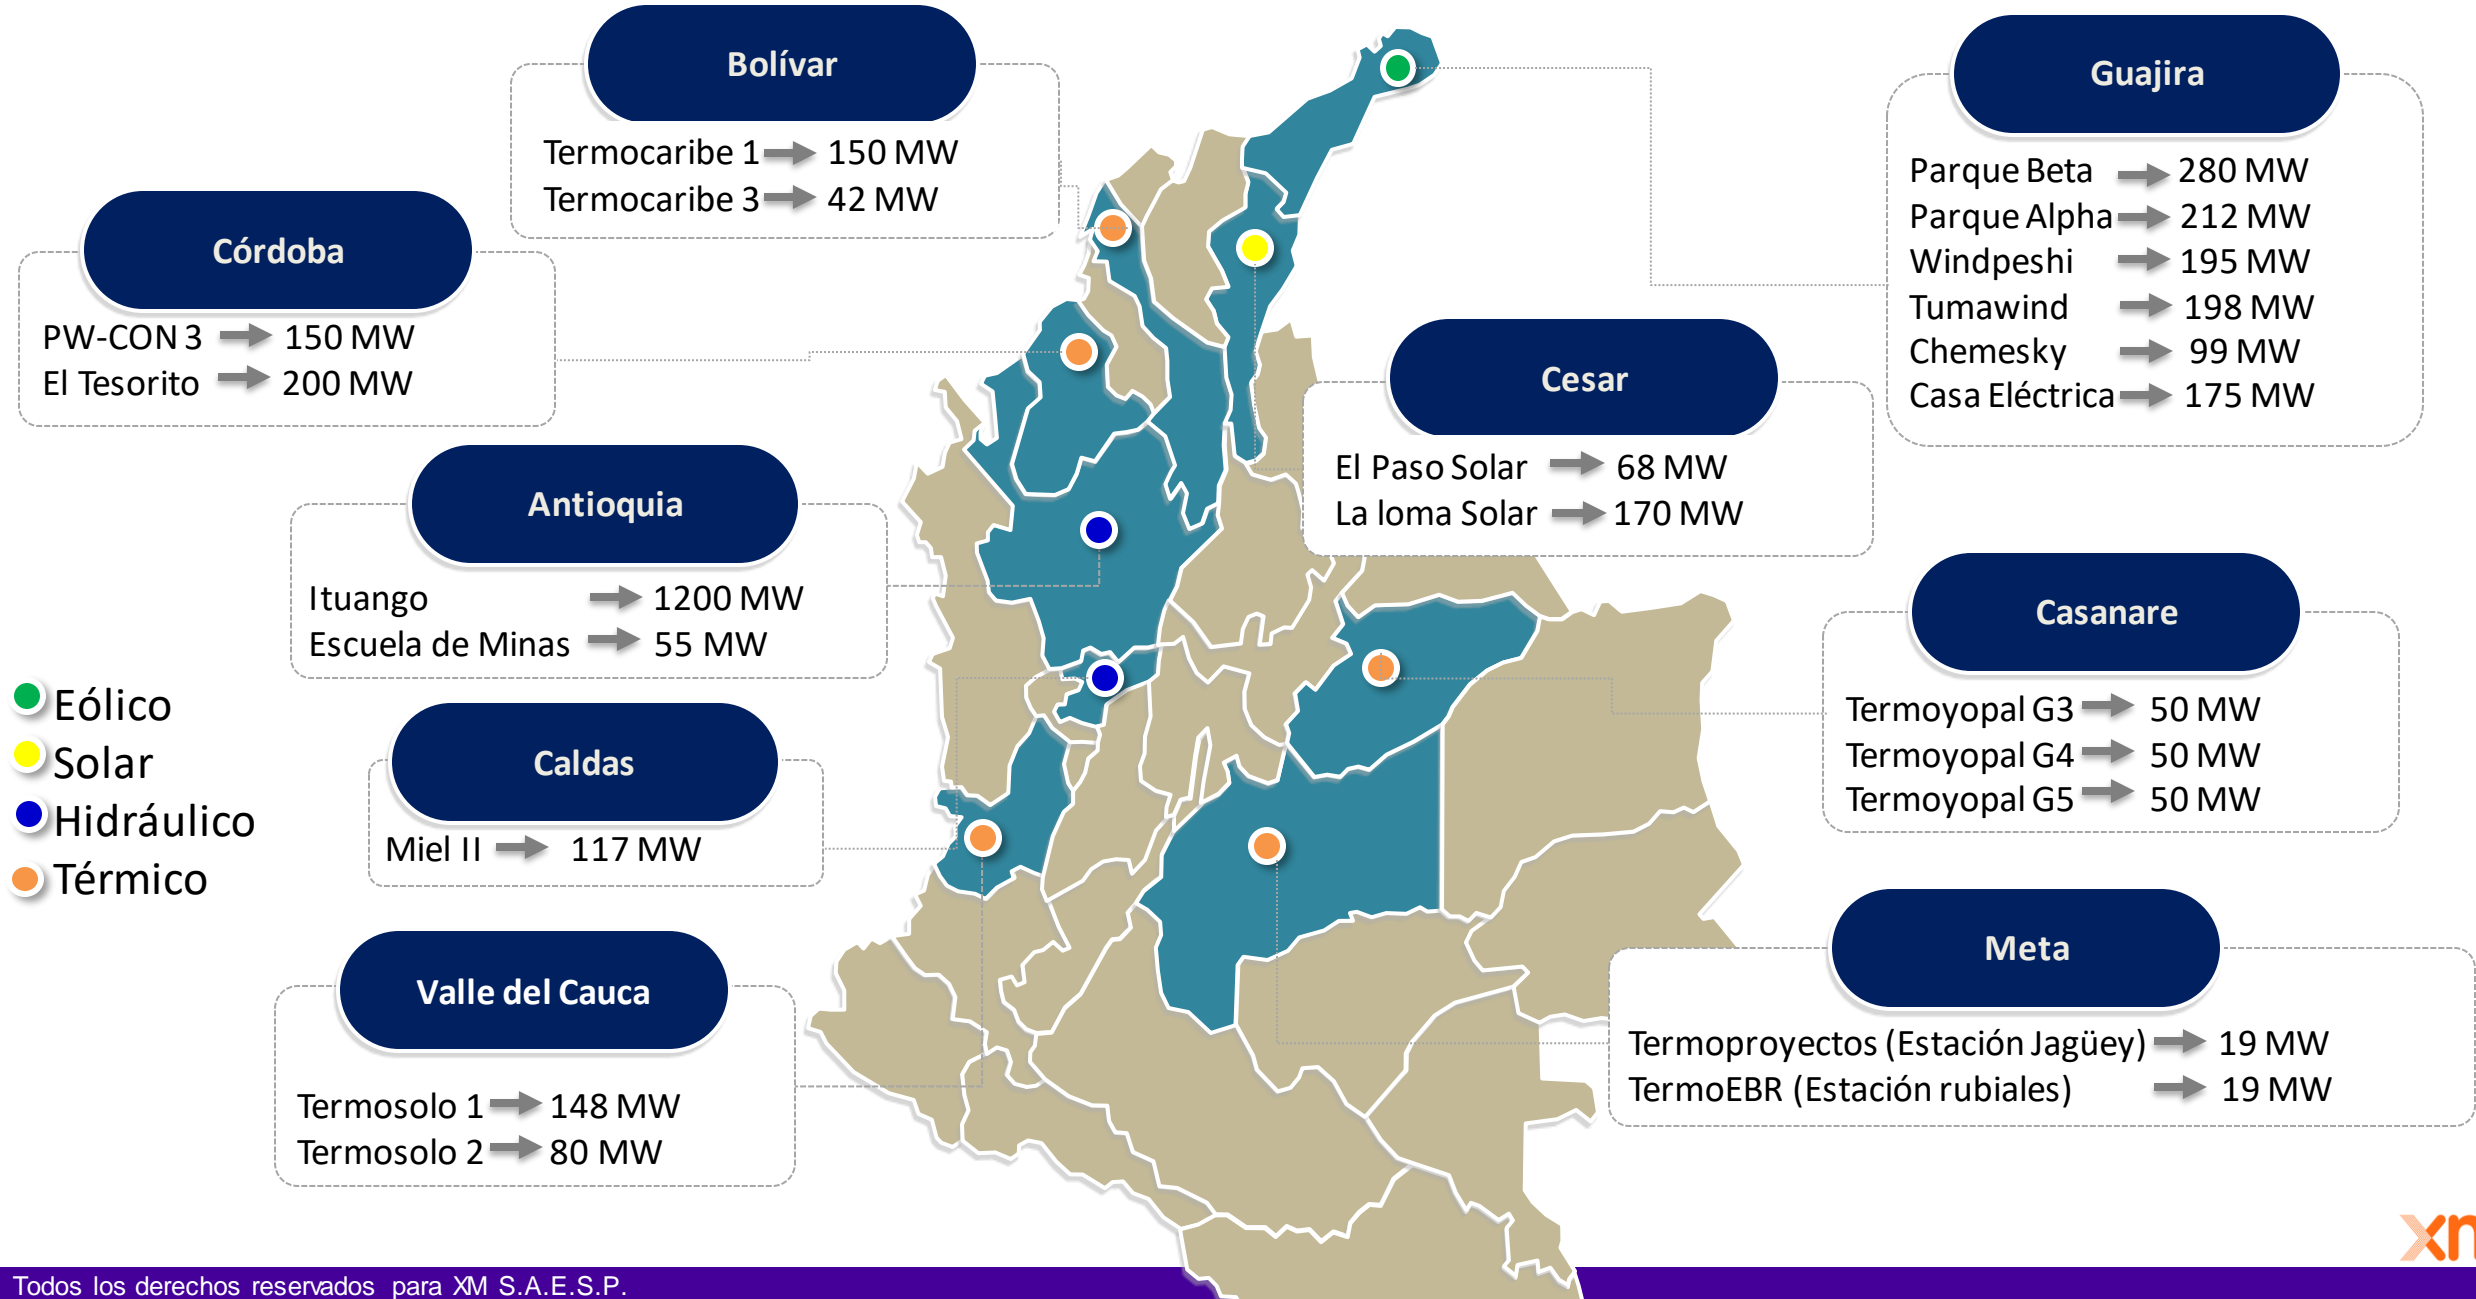 Bolívar
Termocaribe 1 150 MW
Termocaribe 3 42 MW
Guajira
Parque Beta 280 MW
Parque Alpha 212 MW
Windpeshi 195 MW
Tumawind 198 MW
Chemesky 99 MW
Casa Eléctrica 175 MW
Córdoba
PW-CON 3 150 MW
El Tesorito 200 MW
Cesar
El Paso Solar 68 MW
La loma Solar 170 MW
Antioquia
Ituango 1200 MW
Escuela de Minas 55 MW
Casanare
Termoyopal G3 50 MW
Termoyopal G4 50 MW
Termoyopal G5 50 MW
Eólico
Solar
Hidráulico
Térmico
Caldas
Miel II 117 MW
Meta
Termoproyectos (Estación Jagüey) 19 MW
TermoEBR (Estación rubiales) 19 MW
Valle del Cauca
Termosolo 1 148 MW
Termosolo 2 80 MW
Todos los derechos reservados para XM S.A.E.S.P.